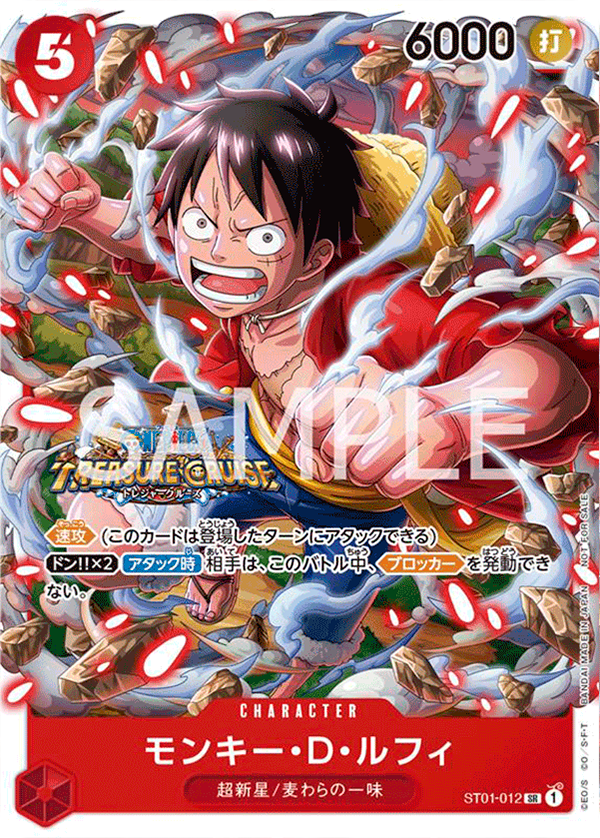 5
6000 打
SAMPLE
ONE PIECE
TREASURE CRUISE
トレジャークルーズ
速攻 (このカードは登場したターンにアタックできる)
ドン!!×2 アタック時 相手は、このバトル中、ブロッカー を発動でき
ない。
CHARACTER
モンキー・D・ルフィ
超新星/麦わらの一味
ST01-012 SR 1
©EO/S ©O/S・F・T BANDAI MADE IN JAPAN NOT FOR SALE